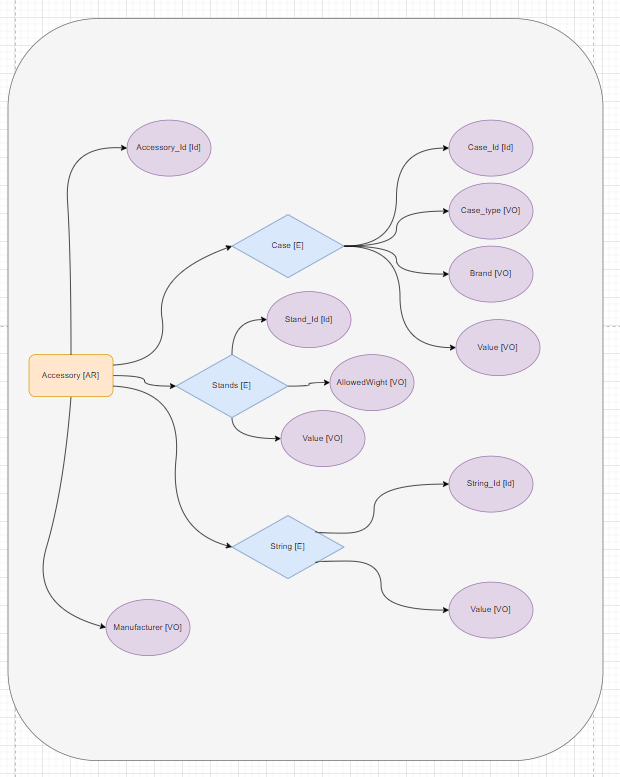 Accessory_Id [Id]
Case_Id [Id]
Case_type [VO]
Case [E]
Brand [VO]
Stand_Id [Id]
Value [VO]
Accessory [AR]
Stands [E]
AllowedWight [VO]
Value [VO]
String_Id [Id]
String [E]
Value [VO]
Manufacturer [VO]